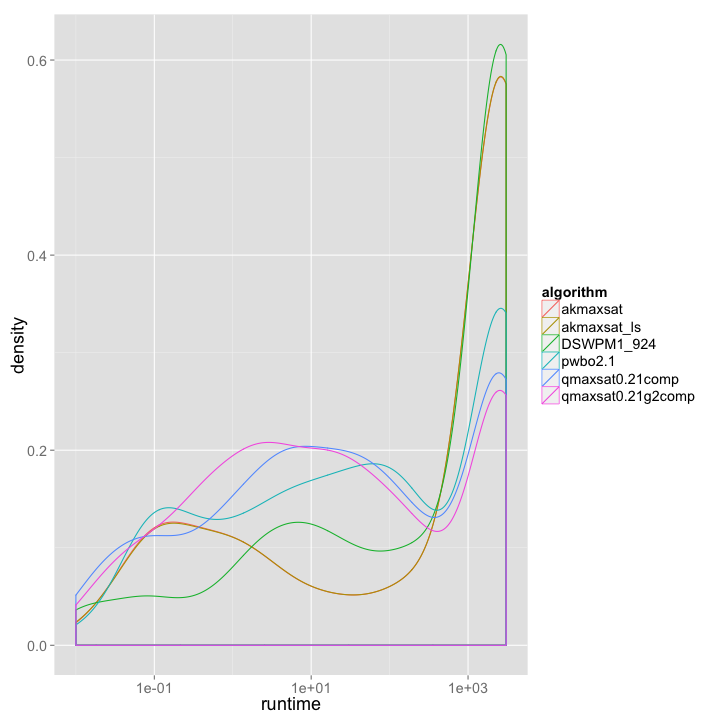 0.6
0.4
0.2
0.0
density
1e-01
1e+01
1e+03
runtime
algorithm
akmaxsat
akmaxsat_ls
DSWPM1_924
pwbo2.1
qmaxsat0.21comp
qmaxsat0.21g2comp